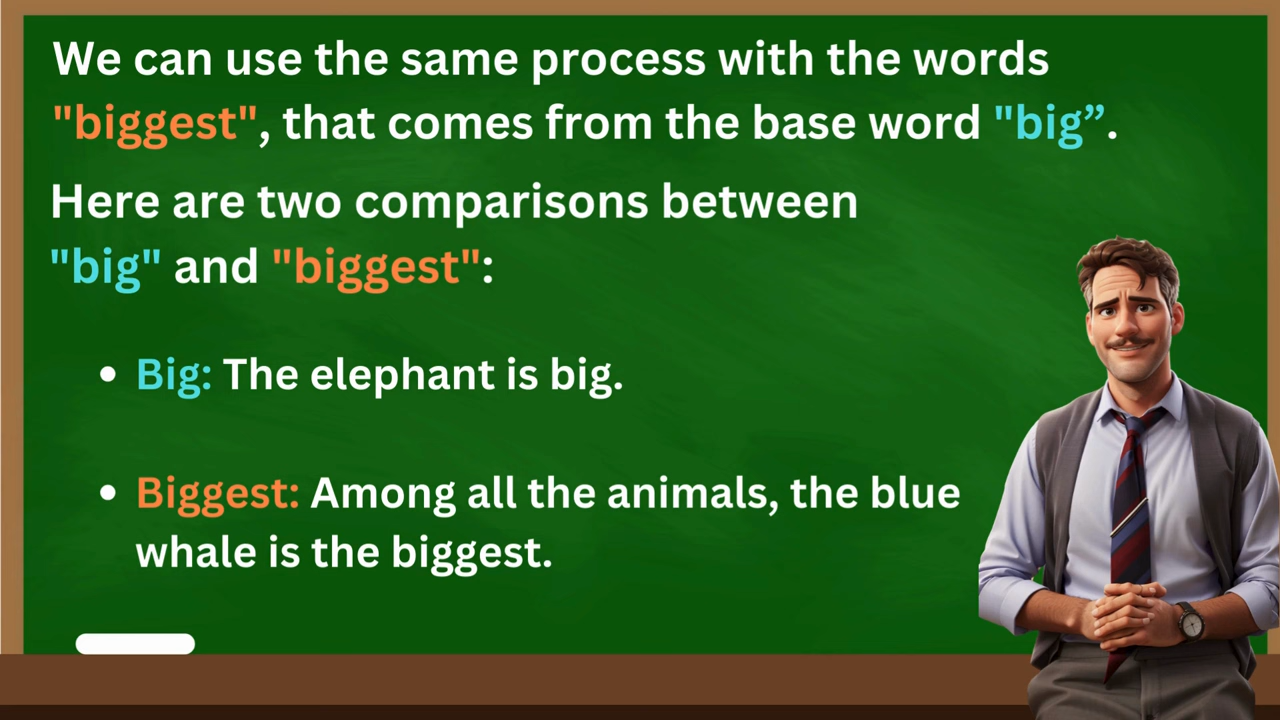 We can use the same process with the words
"biggest", that comes from the base word "big”.
Here are two comparisons between
"big" and "biggest":
• Big: The elephant is big.
• Biggest: Among all the animals, the blue
whale is the biggest.